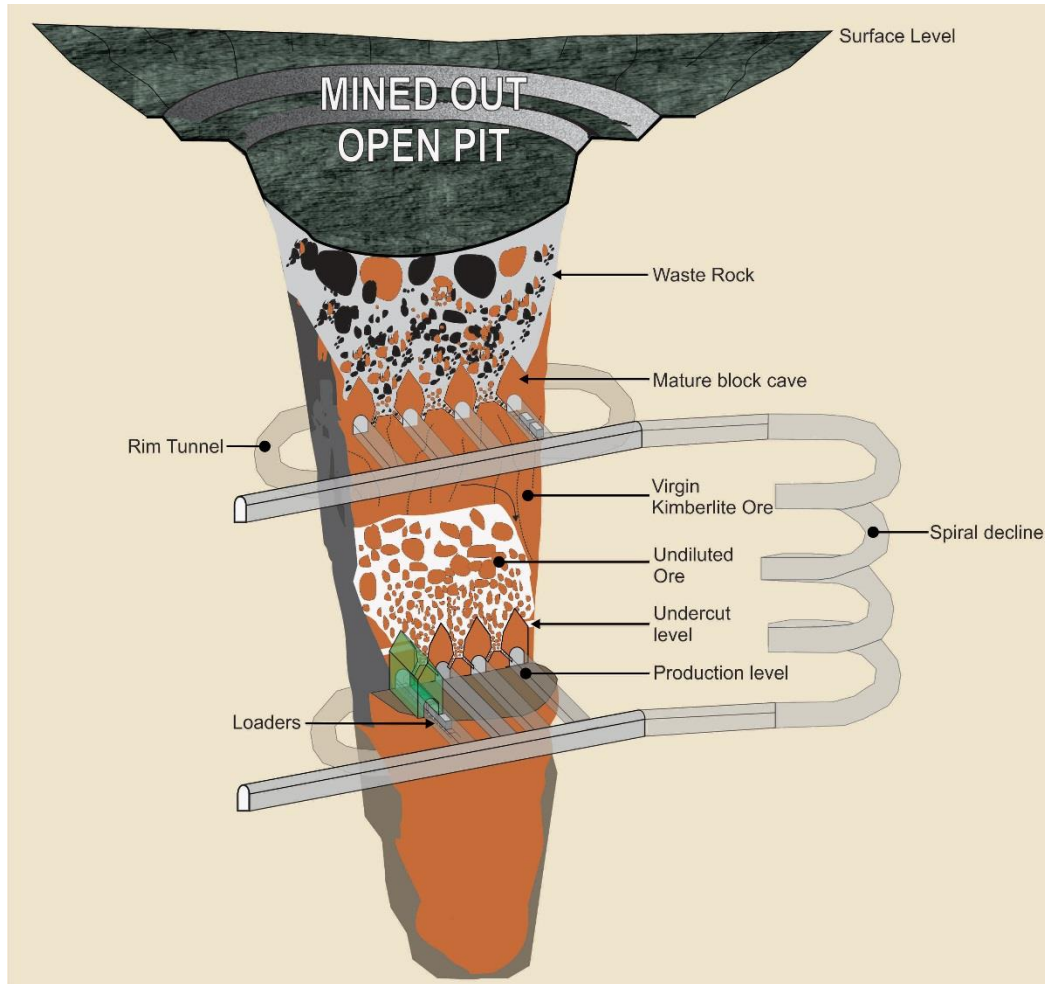 Surface Level
MINED OUT
OPEN PIT
Waste Rock
Mature block cave
Rim Tunnel
Virgin
Kimberlite Ore
Spiral decline
Undiluted
Ore
Undercut
level
Production level
Loaders